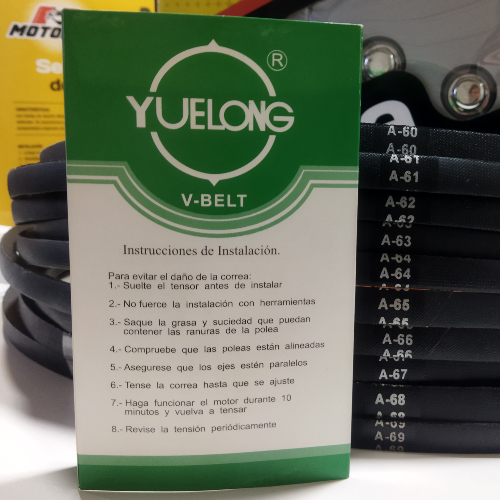 MOTO
Se
de
YUELONG
®
V-BELT
Instrucciones de Instalación.
Para evitar el daño de la correa:
1.- Suelte el tensor antes de instalar
2.- No fuerce la instalación con herramientas
3.- Saque la grasa y suciedad que puedan
contener las ranuras de la polea
4.- Compruebe que las poleas están alineadas
5.- Asegurese que los ejes estén paralelos
6.- Tense la correa hasta que se ajuste
7.- Haga funcionar el motor durante 10
minutos y vuelva a tensar
8.- Revise la tensión periódicamente
A-60
A-60
A-61
A-61
A-62
A-62
A-63
A-64
A-64
A-65
A-65
A-66
A-66
A-67
A-68
A-68
A-69
A-69